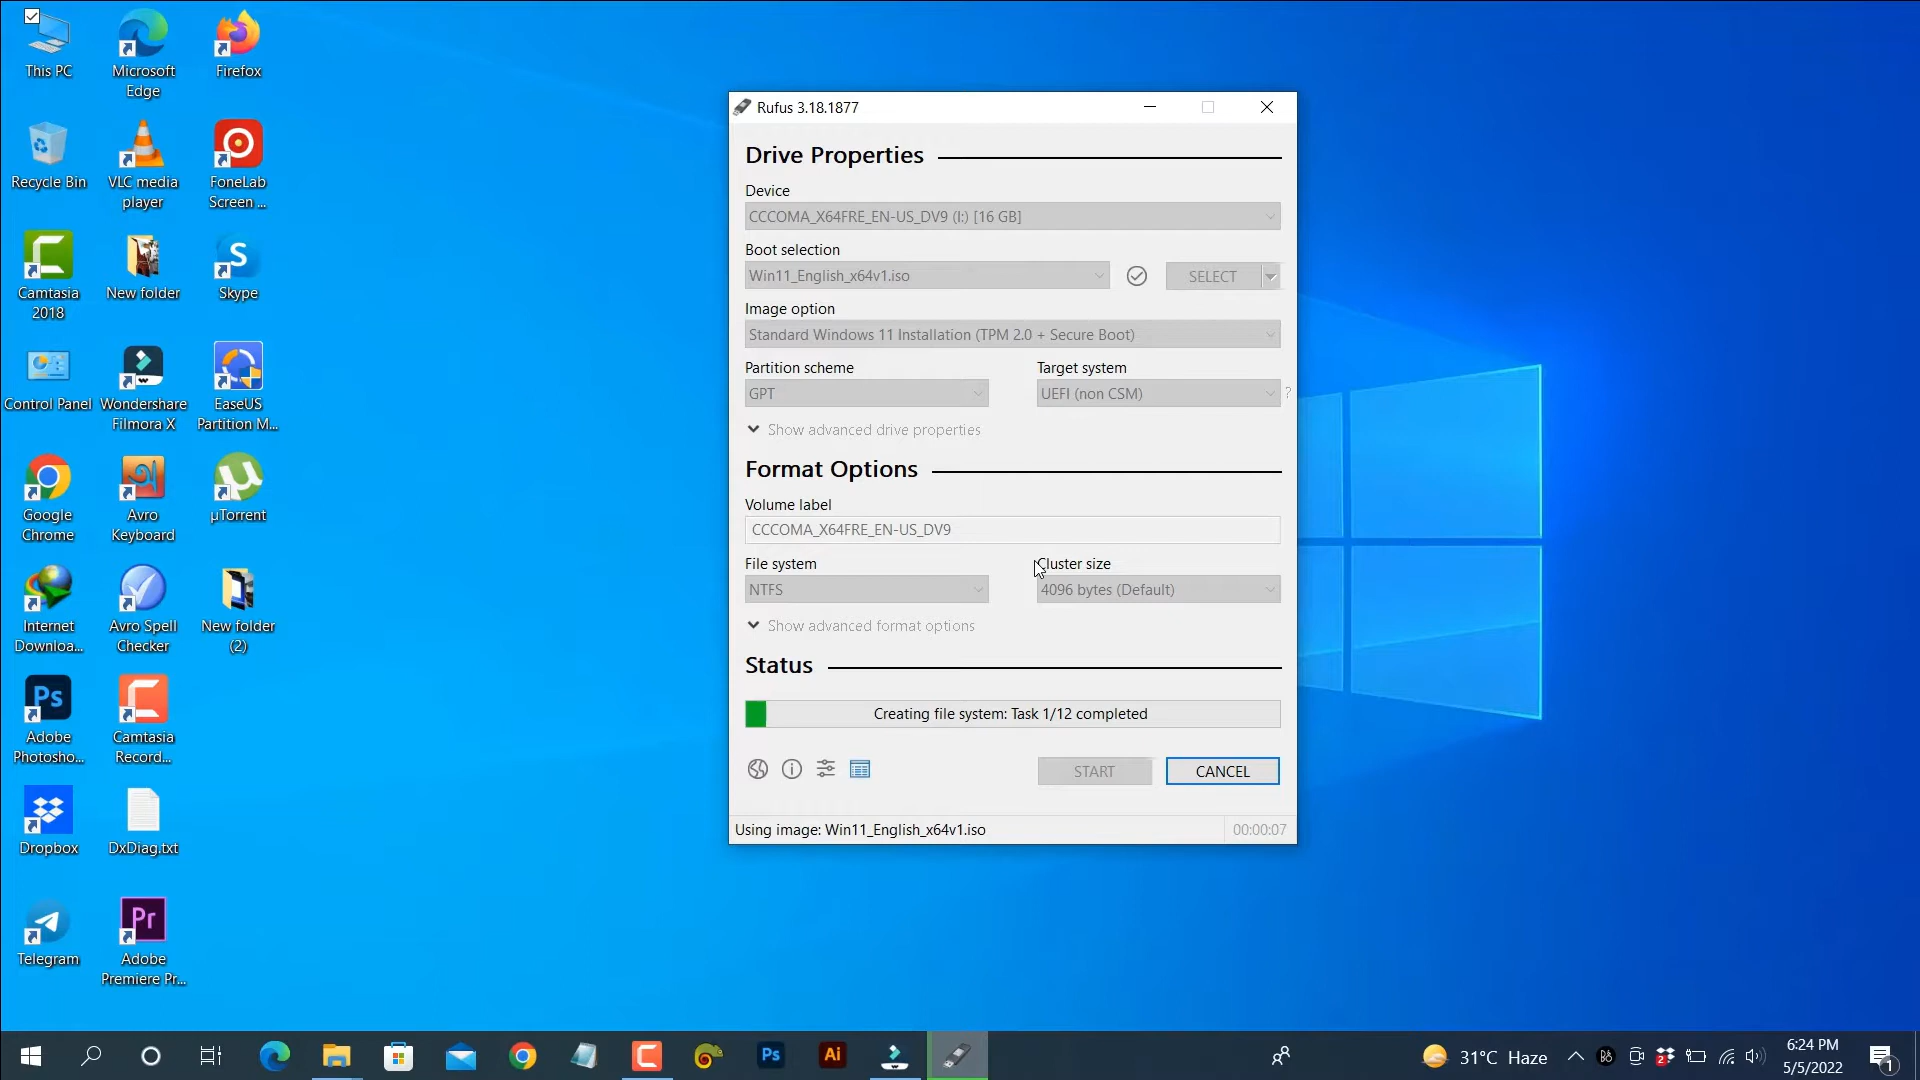 This PC
Microsoft
Edge
Firefox
Recycle Bin
VLC media
player
FoneLab
Screen ...
Camtasia
2018
New folder
Skype
Control Panel
Wondershare
Filmora X
EaseUS
Partition M...
Google
Chrome
Avro
Keyboard
µTorrent
Internet
Downloa...
Avro Spell
Checker
New folder
(2)
Adobe
Photosho...
Camtasia
Record...
Dropbox
DxDiag.txt
Telegram
Adobe
Premiere Pr...
Rufus 3.18.1877
Drive Properties
Device
CCCOMA_X64FRE_EN-US_DV9 (I:) [16 GB]
Boot selection
Win11_English_x64v1.iso
SELECT
Image option
Standard Windows 11 Installation (TPM 2.0 + Secure Boot)
Partition scheme
Target system
GPT
UEFI (non CSM)
?
Show advanced drive properties
Format Options
Volume label
CCCOMA_X64FRE_EN-US_DV9
File system
Cluster size
NTFS
4096 bytes (Default)
Show advanced format options
Status
Creating file system: Task 1/12 completed
START
CANCEL
Using image: Win11_English_x64v1.iso
00:00:07
31°C Haze
6:24 PM
5/5/2022